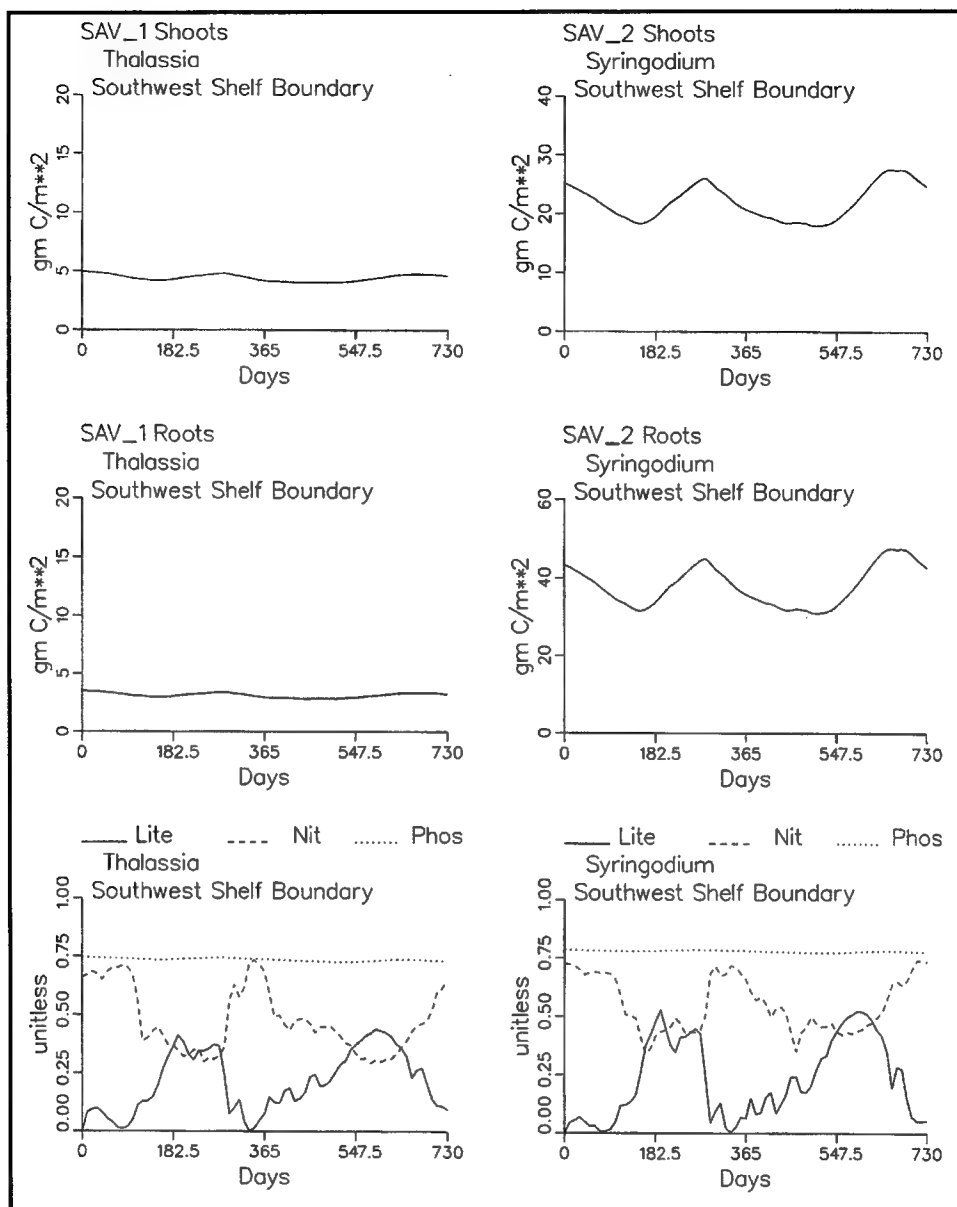 SAV_1 Shoots
Thalassia
Southwest Shelf Boundary
gm C/m**2
20
15
10
5
0
0 182.5 365 547.5 730
Days
SAV_2 Shoots
Syringodium
Southwest Shelf Boundary
gm C/m**2
40
30
20
10
0
0 182.5 365 547.5 730
Days
SAV_1 Roots
Thalassia
Southwest Shelf Boundary
gm C/m**2
20
15
10
5
0
0 182.5 365 547.5 730
Days
SAV_2 Roots
Syringodium
Southwest Shelf Boundary
gm C/m**2
60
40
20
0
0 182.5 365 547.5 730
Days
Lite Nit Phos
Thalassia
Southwest Shelf Boundary
unitless
1.00
0.75
0.50
0.25
0.00
0 182.5 365 547.5 730
Days
Lite Nit Phos
Syringodium
Southwest Shelf Boundary
unitless
1.00
0.75
0.50
0.25
0.00
0 182.5 365 547.5 730
Days